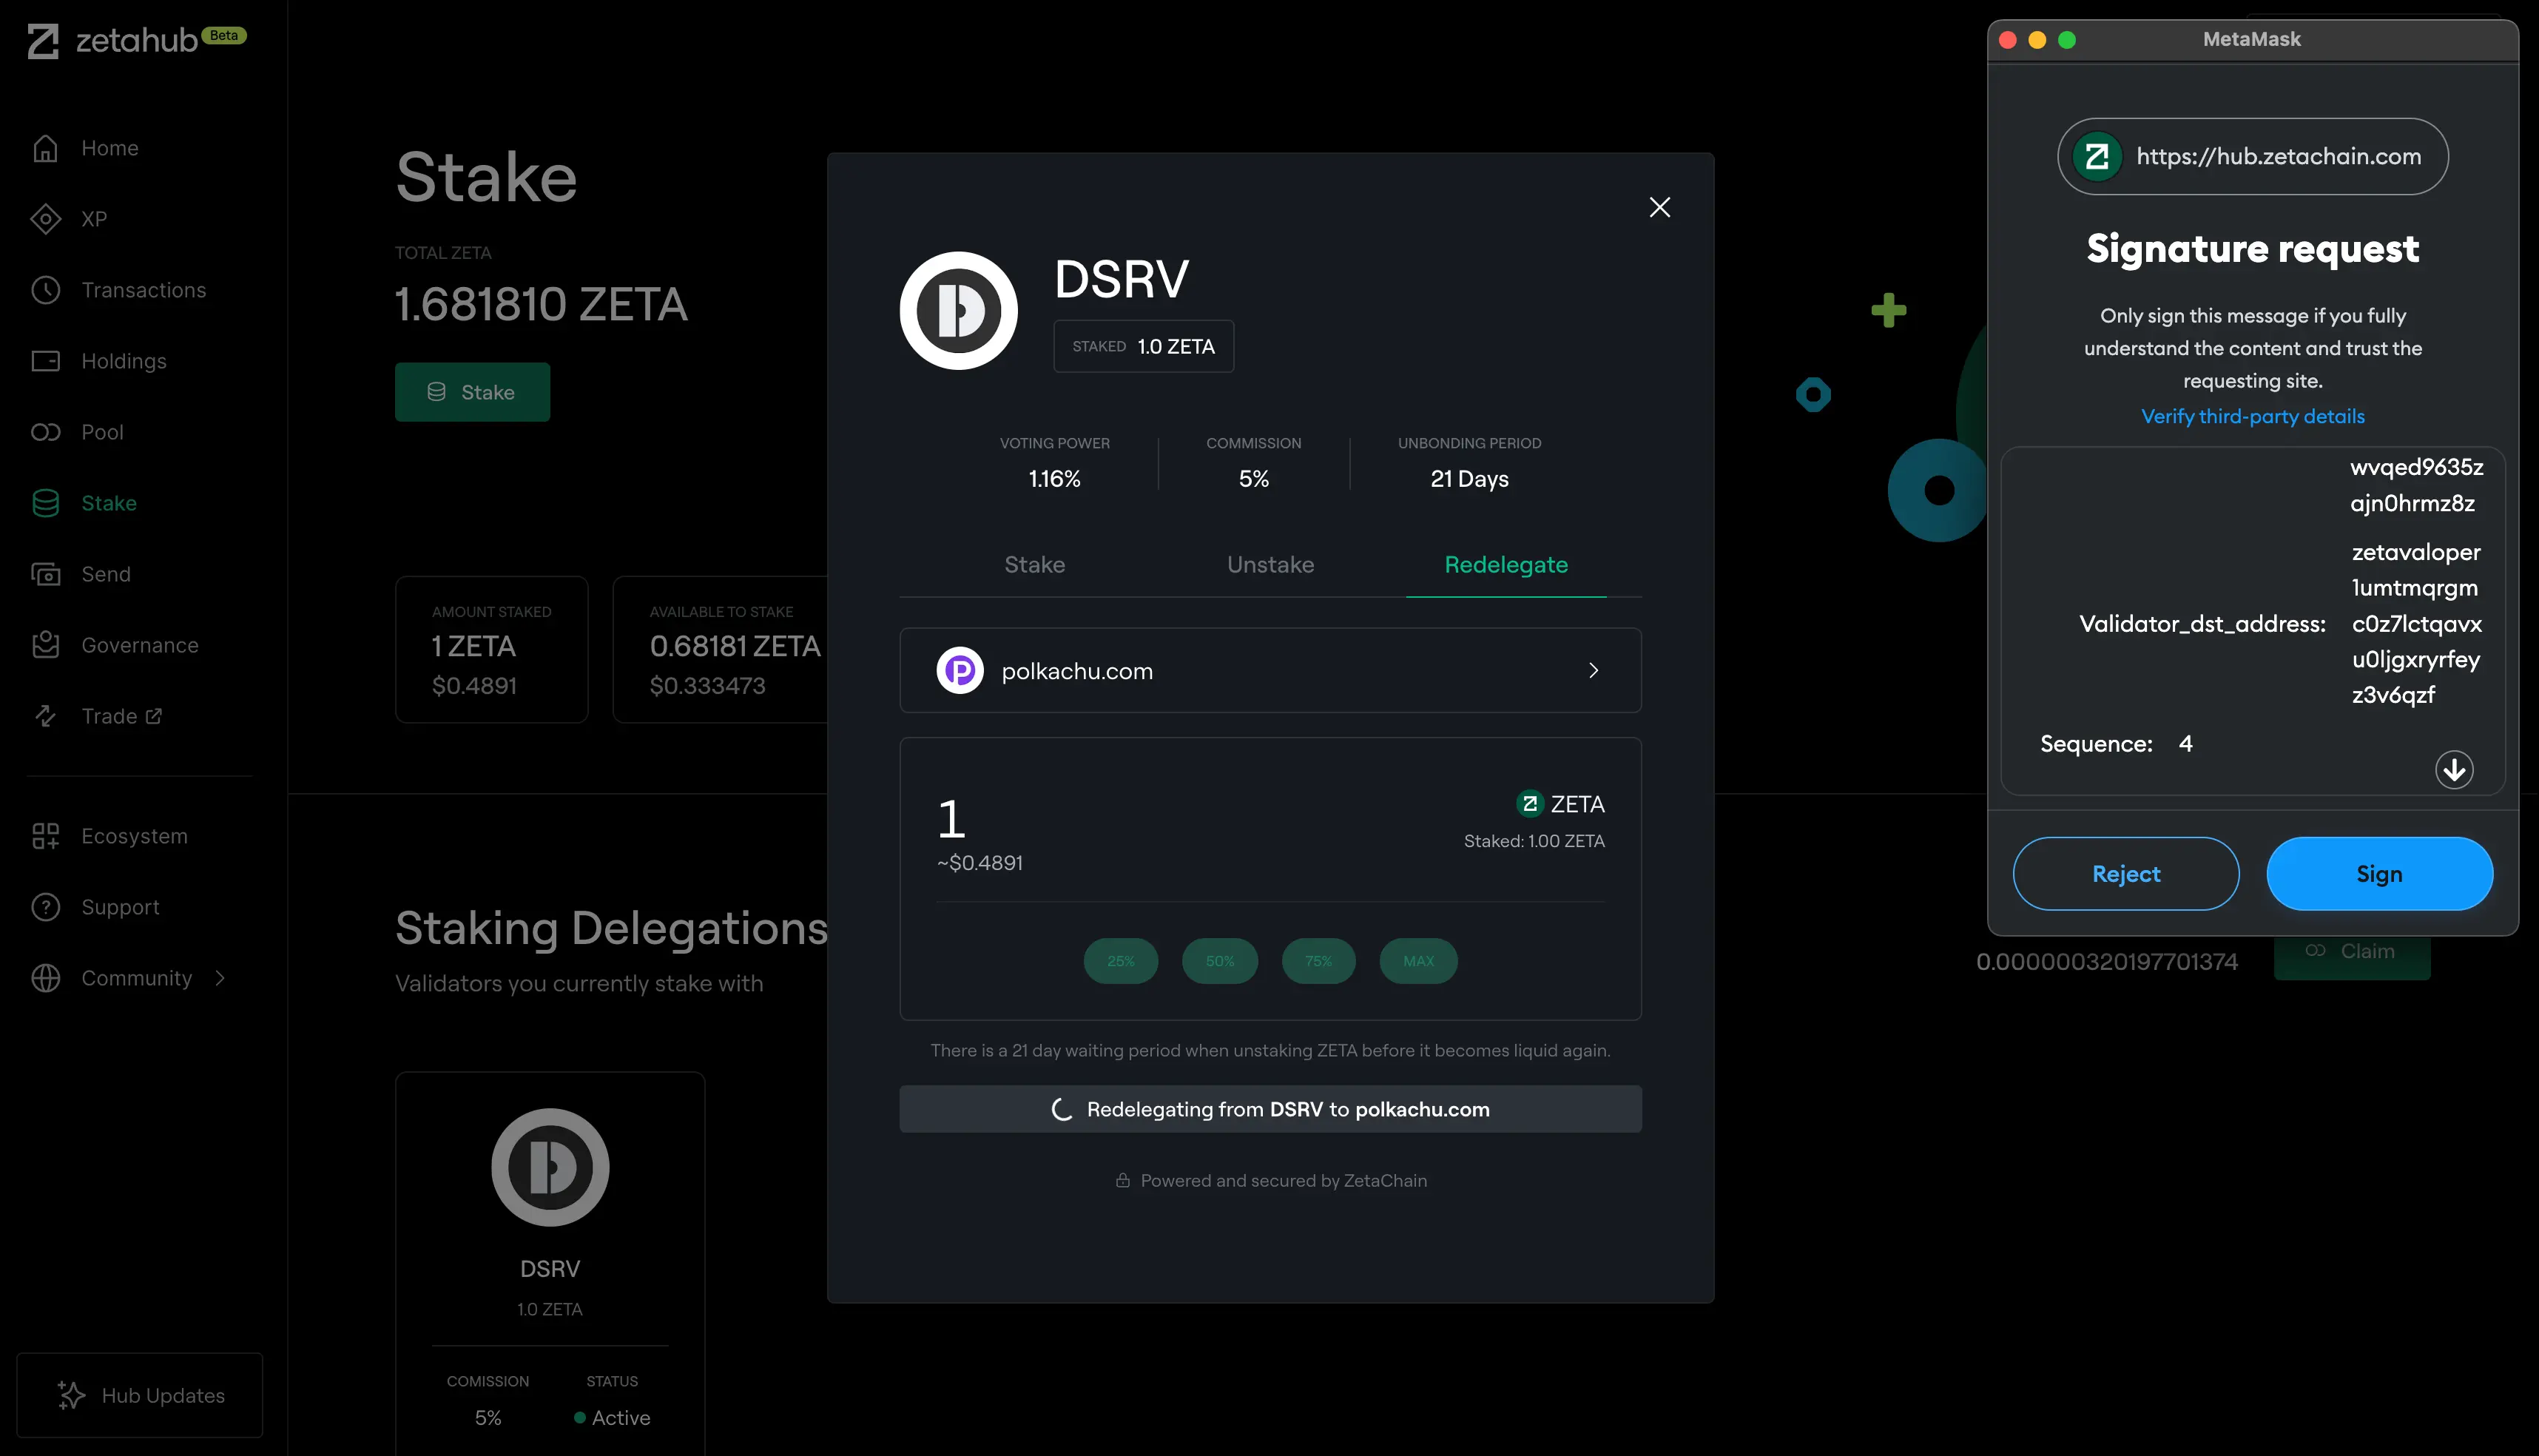 zetahub Beta
Home
XP
Transactions
Holdings
Pool
Stake
Send
Governance
Trade
Ecosystem
Support
Community
Hub Updates
Stake
TOTAL ZETA
1.681810 ZETA
Stake
AMOUNT STAKED
1 ZETA
$0.4891
AVAILABLE TO STAKE
0.68181 ZETA
$0.333473
Staking Delegations
Validators you currently stake with
DSRV
1.0 ZETA
COMISSION
5%
STATUS
Active
0.000000320197701374
Claim
DSRV
STAKED 1.0 ZETA
VOTING POWER
1.16%
COMMISSION
5%
UNBONDING PERIOD
21 Days
Stake
Unstake
Redelegate
polkachu.com
1
~$0.4891
ZETA
Staked: 1.00 ZETA
25%
50%
75%
MAX
There is a 21 day waiting period when unstaking ZETA before it becomes liquid again.
Redelegating from DSRV to polkachu.com
Powered and secured by ZetaChain
MetaMask
https://hub.zetachain.com
Signature request
Only sign this message if you fully
understand the content and trust the
requesting site.
Verify third-party details
wvqed9635z
ajn0hrmz8z
Validator_dst_address:
zetavaloper
1umtmqrgm
c0z7lctqavx
u0ljgxryrfey
z3v6qzf
Sequence: 4
Reject
Sign